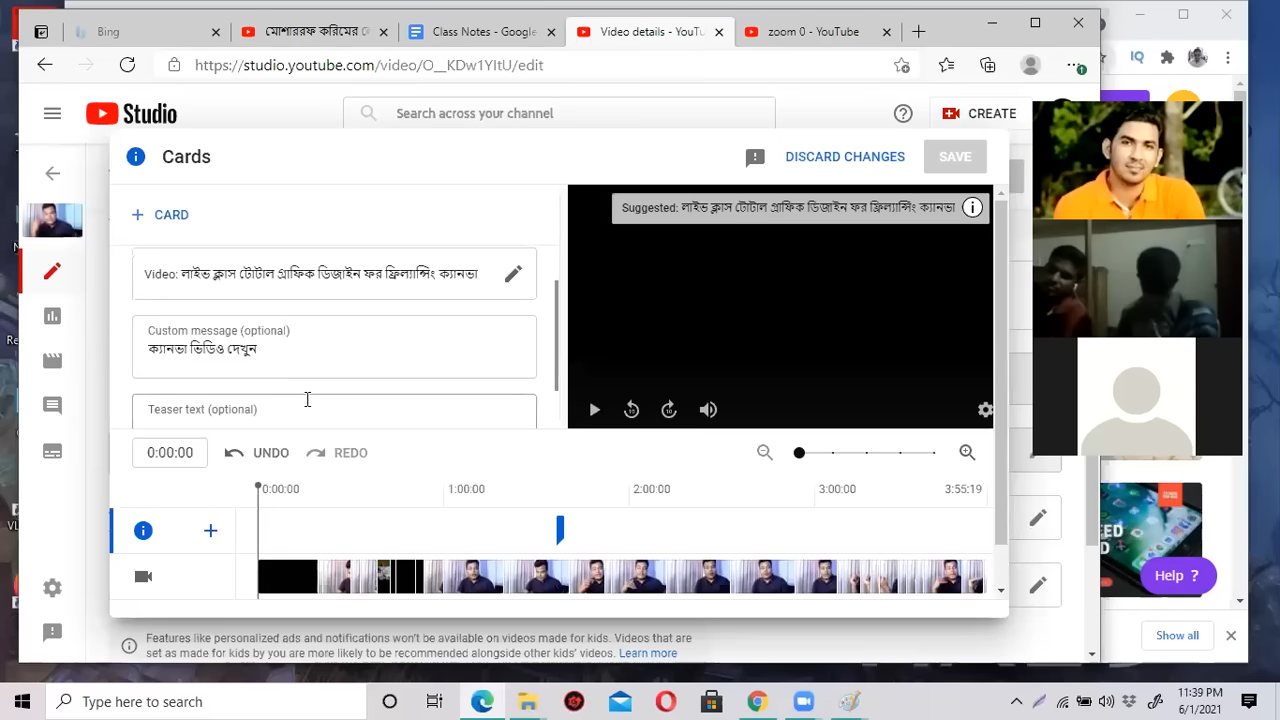 Bing
মোশাররফ করিমের (
Class Notes - Google
Video details - YouTu
zoom 0 - YouTube
https://studio.youtube.com/video/O__KDw1YItU/edit
Studio
Search across your channel
CREATE
IQ
Cards
DISCARD CHANGES
SAVE
+ CARD
Suggested: লাইভ ক্লাস টোটাল গ্রাফিক ডিজাইন ফর ফ্রিল্যান্সিং ক্যানভা
Video: লাইভ ক্লাস টোটাল গ্রাফিক ডিজাইন ফর ফ্রিল্যান্সিং ক্যানভা
Custom message (optional)
ক্যানভা ভিডিও দেখুন
Teaser text (optional)
0:00:00
UNDO
REDO
0:00:00
1:00:00
2:00:00
3:00:00
3:55:19
Help ?
Features like personalized ads and notifications won't be available on videos made for kids. Videos that are
set as made for kids by you are more likely to be recommended alongside other kids' videos. Learn more
Show all
Type here to search
11:39 PM
6/1/2021